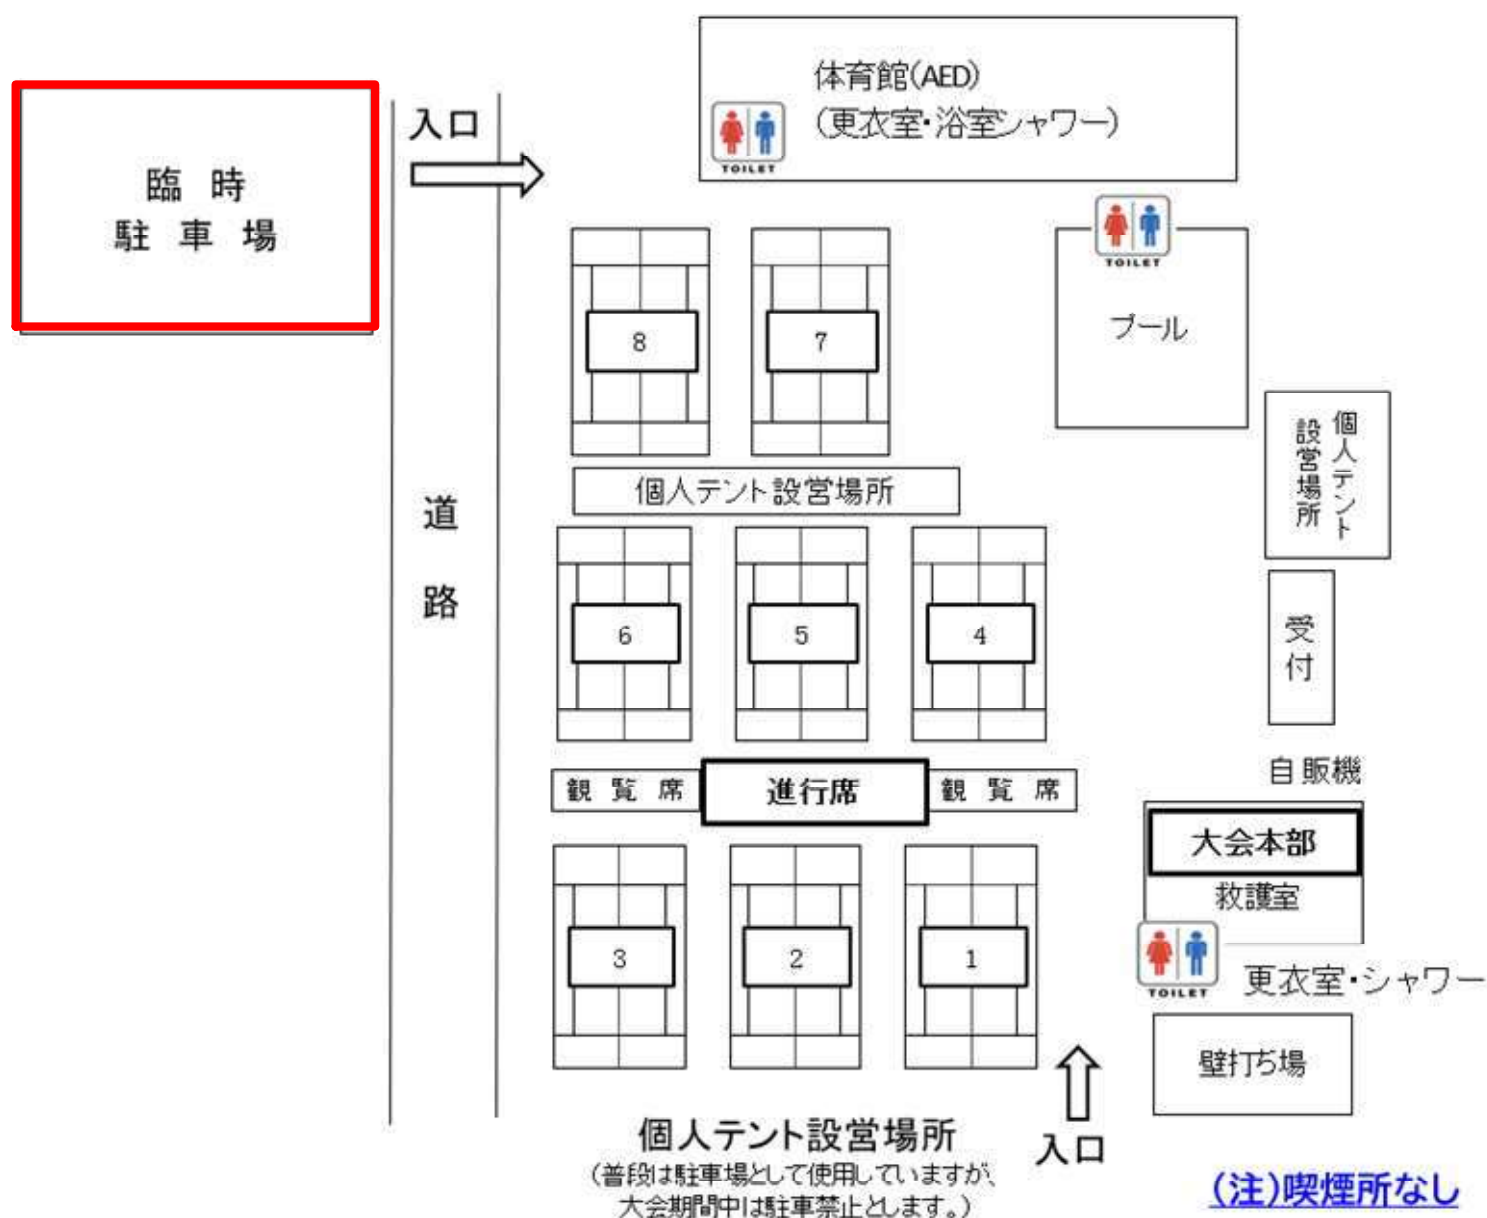 体育館(AED)
(更衣室・浴室シャワー)
TOILET
入口
臨 時
駐 車 場
TOILET
プール
8
7
個人テント
設営場所
個人テント設営場所
道
路
6
5
4
受
付
自販機
観 覧 席
進行席
観 覧 席
大会本部
救護室
TOILET
更衣室・シャワー
3
2
1
壁打ち場
入口
個人テント設営場所
(普段は駐車場として使用していますが、
大会期間中は駐車禁止とします。)
(注)喫煙所なし